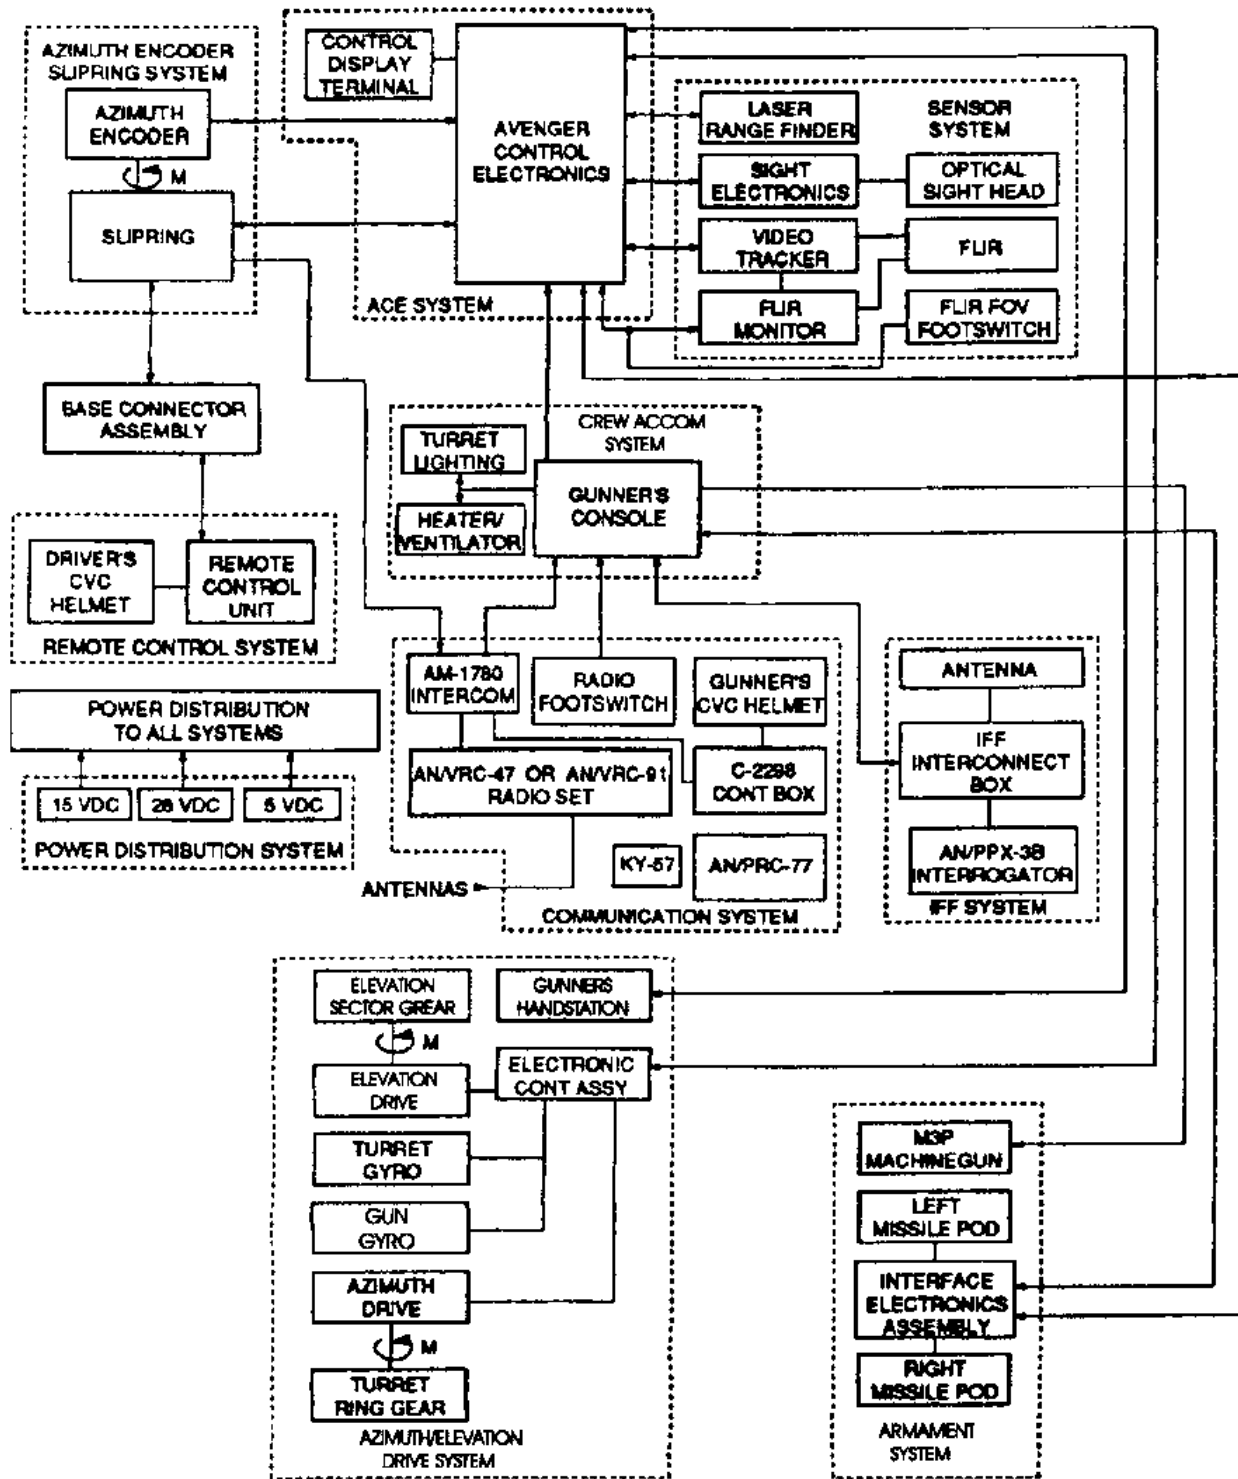 AZIMUTH ENCODER
SLIPRING SYSTEM
AZIMUTH
ENCODER
M
SLIPRING
CONTROL
DISPLAY
TERMINAL
AVENGER
CONTROL
ELECTRONICS
ACE SYSTEM
LASER
RANGE FINDER
SENSOR
SYSTEM
SIGHT
ELECTRONICS
OPTICAL
SIGHT HEAD
VIDEO
TRACKER
FLIR
FLIR
MONITOR
FLIR FOV
FOOTSWITCH
BASE CONNECTOR
ASSEMBLY
CREW ACCOM
SYSTEM
TURRET
LIGHTING
GUNNER'S
CONSOLE
HEATER/
VENTILATOR
DRIVER'S
CVC
HELMET
REMOTE
CONTROL
UNIT
REMOTE CONTROL SYSTEM
POWER DISTRIBUTION
TO ALL SYSTEMS
15 VDC
28 VDC
5 VDC
POWER DISTRIBUTION SYSTEM
AM-1780
INTERCOM
RADIO
FOOTSWITCH
GUNNER'S
CVC HELMET
AN/VRC-47 OR AN/VRC-91
RADIO SET
C-2298
CONT BOX
KY-57
AN/PRC-77
ANTENNAS
COMMUNICATION SYSTEM
ANTENNA
IFF
INTERCONNECT
BOX
AN/PPX-3B
INTERROGATOR
IFF SYSTEM
ELEVATION
SECTOR GREAR
M
GUNNERS
HANDSTATION
ELEVATION
DRIVE
ELECTRONIC
CONT ASSY
TURRET
GYRO
GUN
GYRO
AZIMUTH
DRIVE
M
TURRET
RING GEAR
AZIMUTH/ELEVATION
DRIVE SYSTEM
M3P
MACHINEGUN
LEFT
MISSILE POD
INTERFACE
ELECTRONICS
ASSEMBLY
RIGHT
MISSILE POD
ARMAMENT
SYSTEM